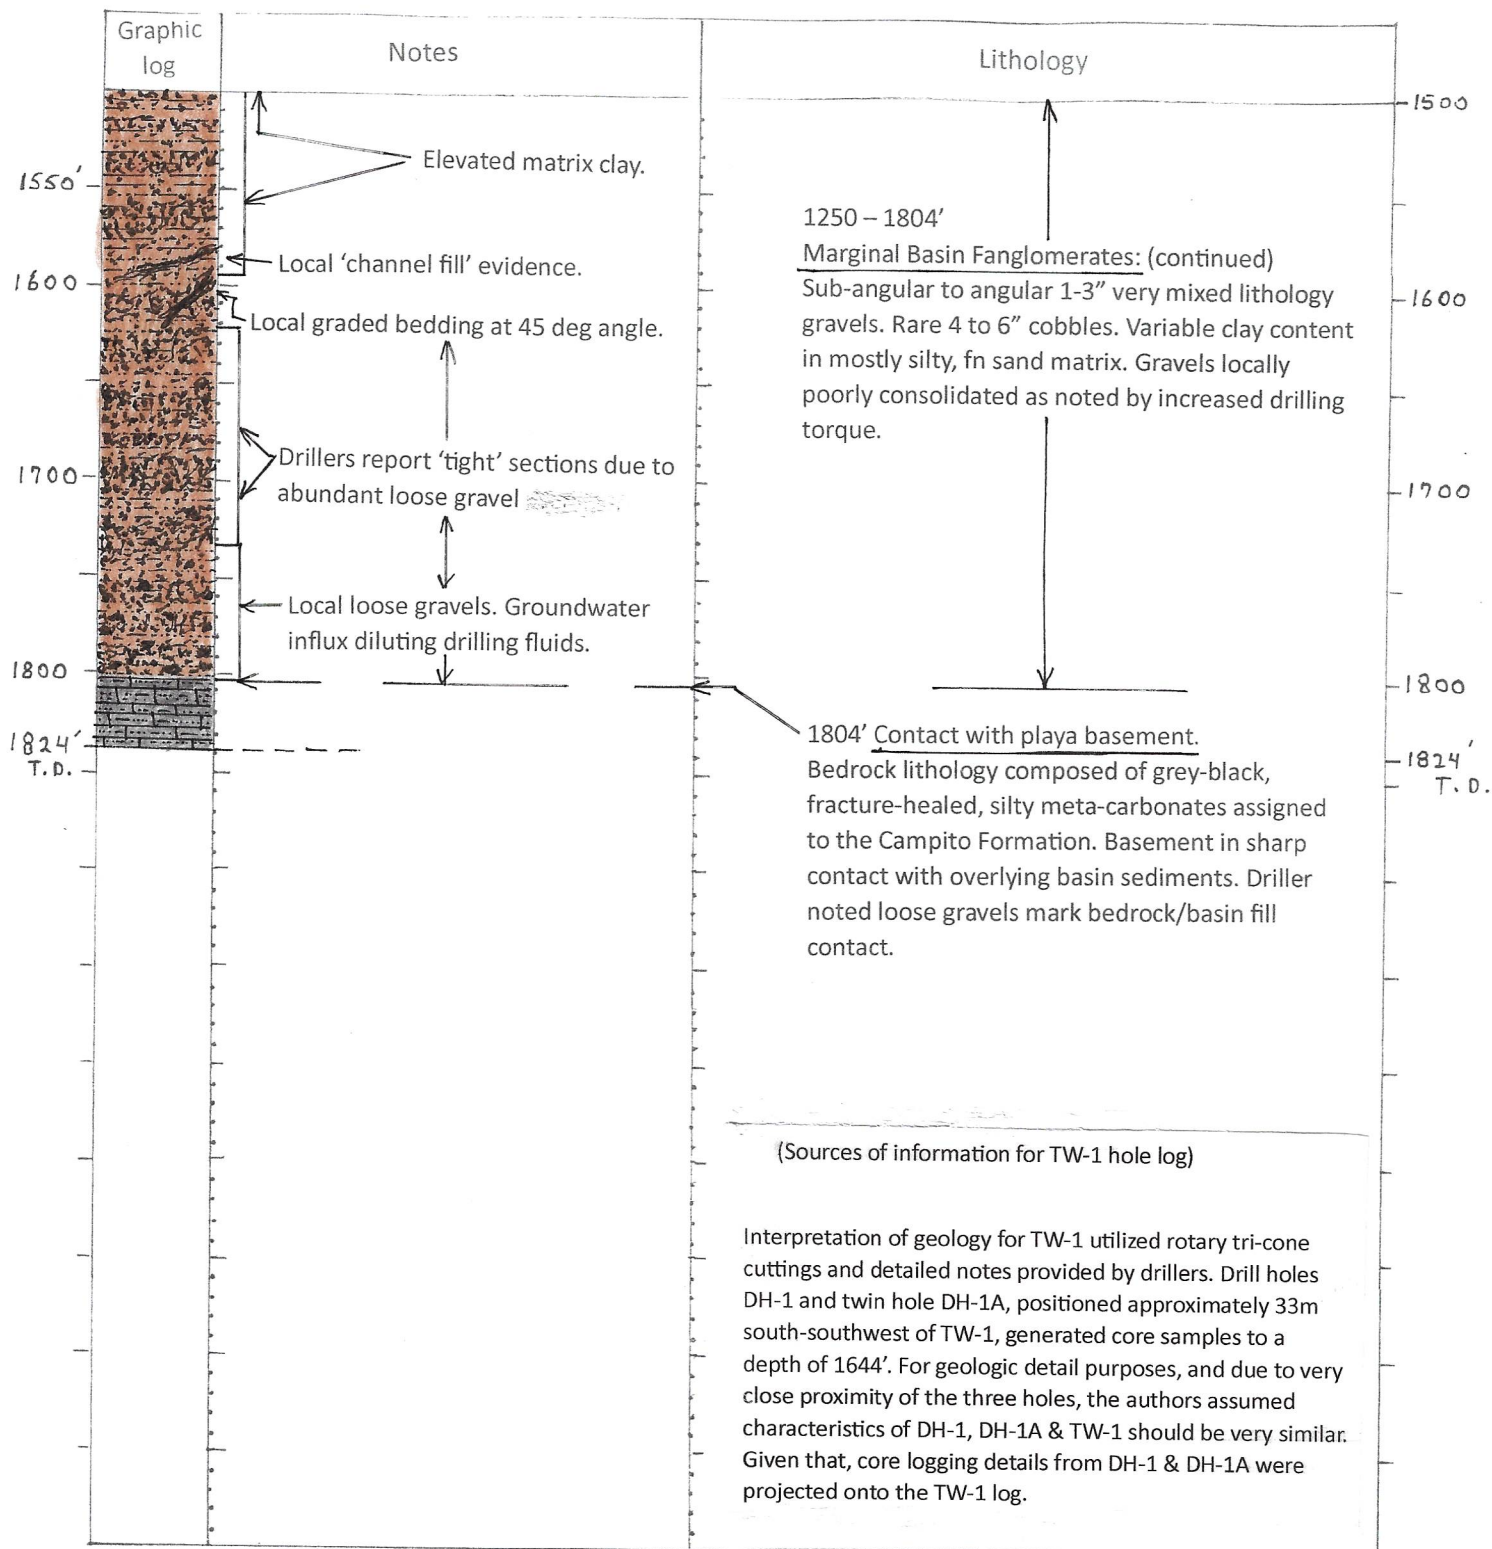 Graphic
log
Notes
Lithology
1500
1550'
1600
1700
1800
1824'
T.D.
Elevated matrix clay.
Local 'channel fill' evidence.
Local graded bedding at 45 deg angle.
Drillers report 'tight' sections due to
abundant loose gravel
Local loose gravels. Groundwater
influx diluting drilling fluids.
1250 – 1804'
Marginal Basin Fanglomerates: (continued)
Sub-angular to angular 1-3” very mixed lithology
gravels. Rare 4 to 6” cobbles. Variable clay content
in mostly silty, fn sand matrix. Gravels locally
poorly consolidated as noted by increased drilling
torque.
1600
1700
1800
1824'
T.D.
1804' Contact with playa basement.
Bedrock lithology composed of grey-black,
fracture-healed, silty meta-carbonates assigned
to the Campito Formation. Basement in sharp
contact with overlying basin sediments. Driller
noted loose gravels mark bedrock/basin fill
contact.
(Sources of information for TW-1 hole log)
Interpretation of geology for TW-1 utilized rotary tri-cone
cuttings and detailed notes provided by drillers. Drill holes
DH-1 and twin hole DH-1A, positioned approximately 33m
south-southwest of TW-1, generated core samples to a
depth of 1644'. For geologic detail purposes, and due to very
close proximity of the three holes, the authors assumed
characteristics of DH-1, DH-1A & TW-1 should be very similar.
Given that, core logging details from DH-1 & DH-1A were
projected onto the TW-1 log.